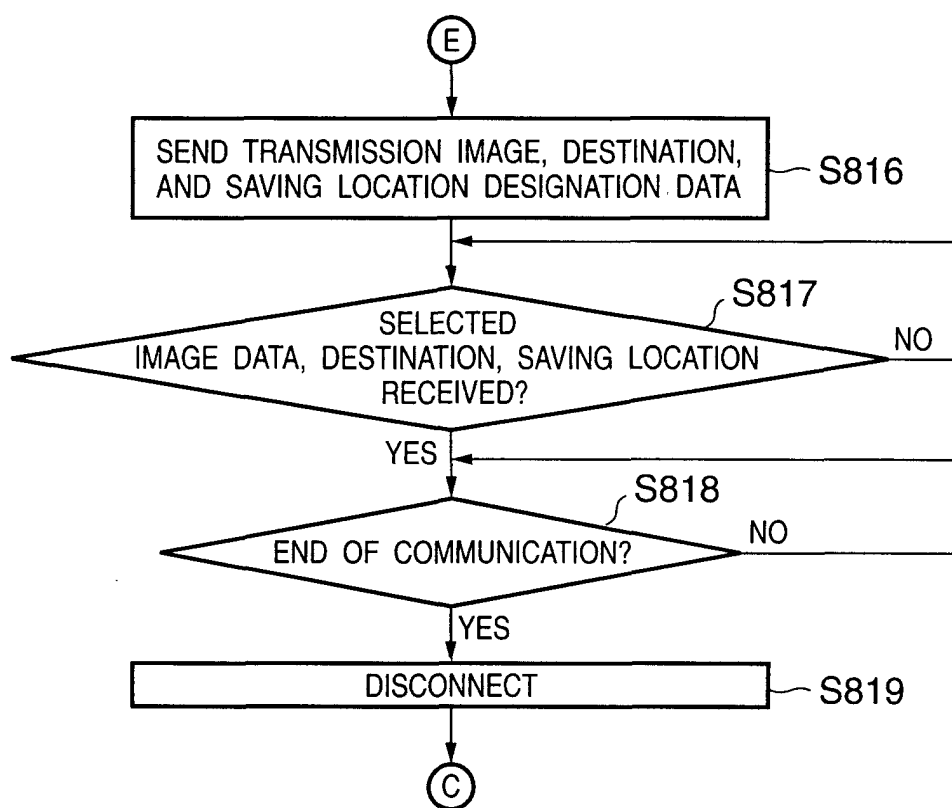 E
SEND TRANSMISSION IMAGE, DESTINATION,
AND SAVING LOCATION DESIGNATION DATA
S816
S817
SELECTED
IMAGE DATA, DESTINATION, SAVING LOCATION
RECEIVED?
NO
YES
S818
END OF COMMUNICATION?
NO
YES
DISCONNECT
S819
C